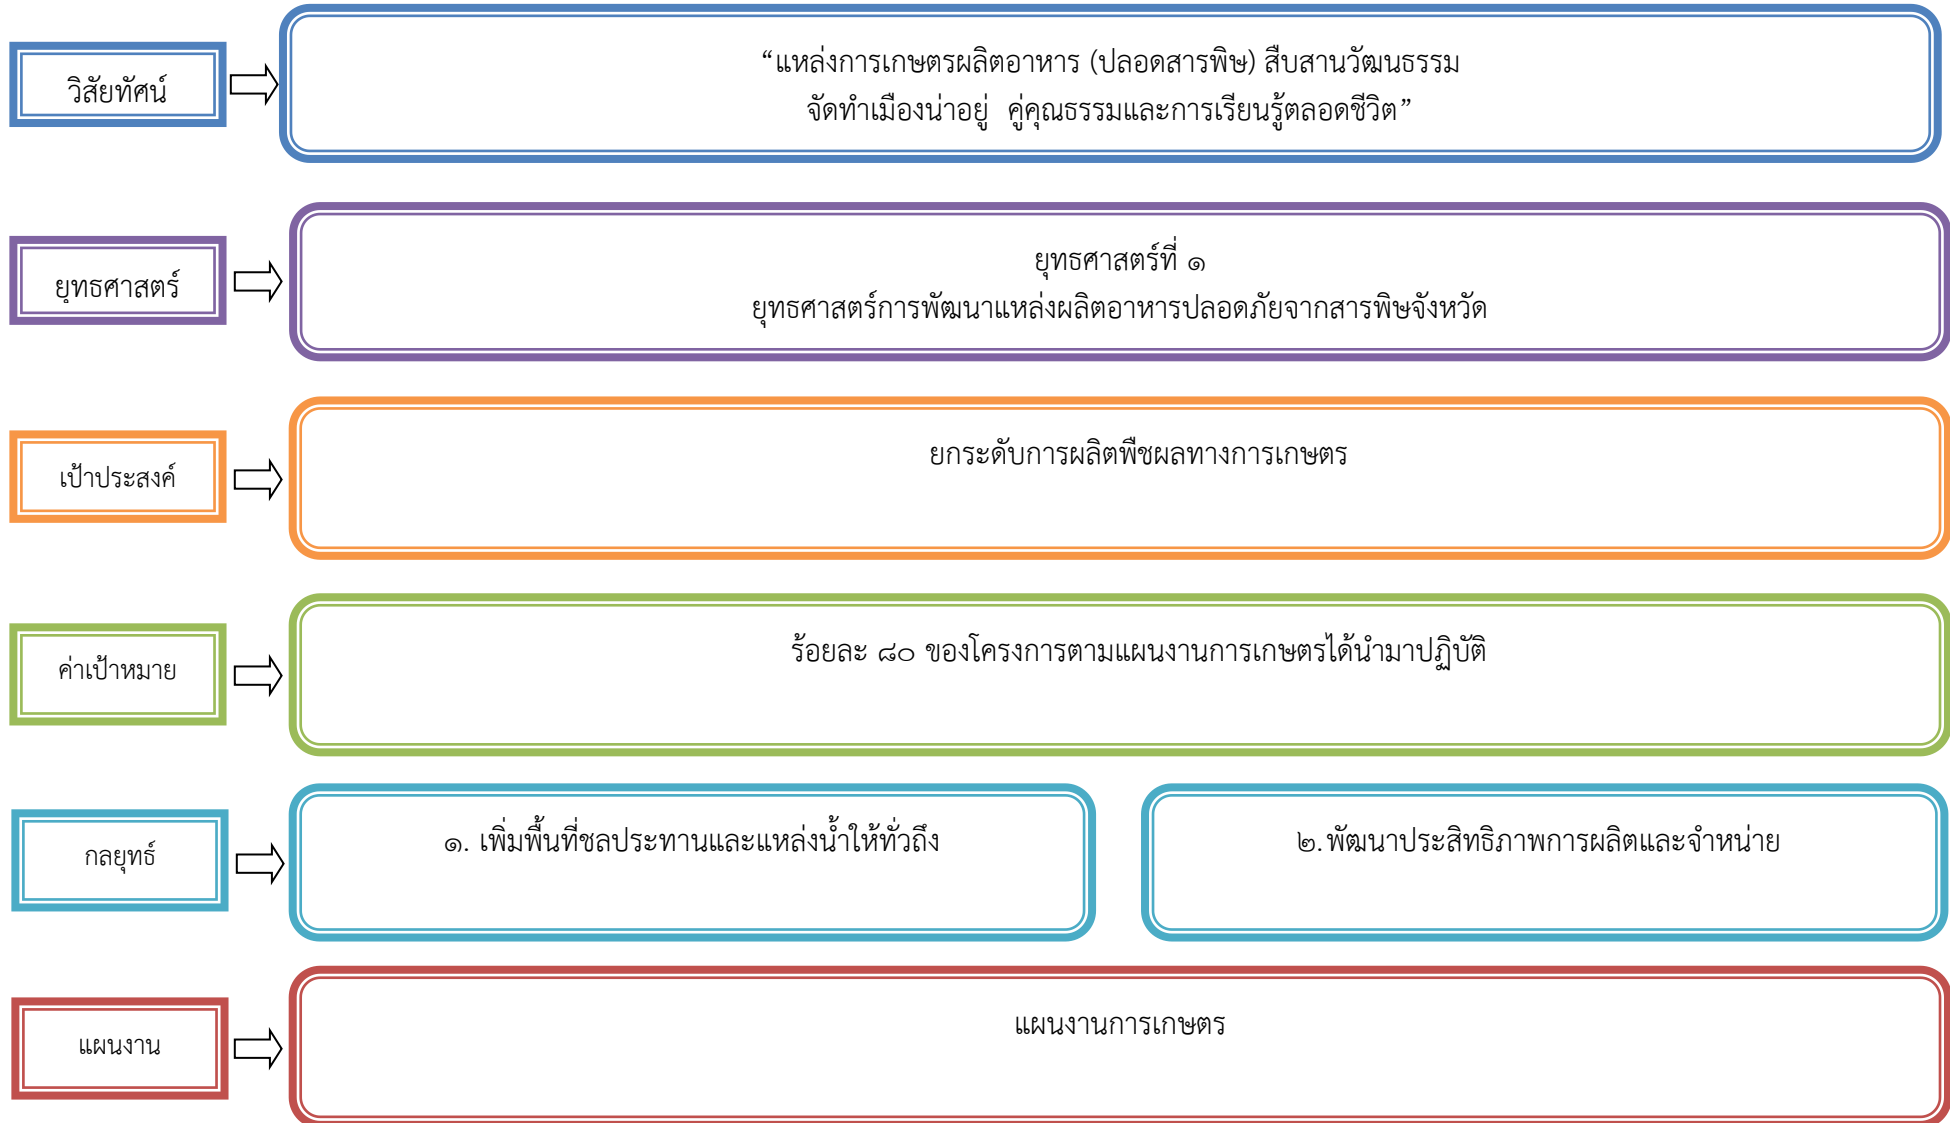 วิสัยทัศน์
“แหล่งการเกษตรผลิตอาหาร (ปลอดสารพิษ) สืบสานวัฒนธรรม
จัดทำเมืองน่าอยู่ คู่คุณธรรมและการเรียนรู้ตลอดชีวิต”
ยุทธศาสตร์
ยุทธศาสตร์ที่ ๑
ยุทธศาสตร์การพัฒนาแหล่งผลิตอาหารปลอดภัยจากสารพิษจังหวัด
เป้าประสงค์
ยกระดับการผลิตพืชผลทางการเกษตร
ค่าเป้าหมาย
ร้อยละ ๘๐ ของโครงการตามแผนงานการเกษตรได้นำมาปฏิบัติ
กลยุทธ์
๑. เพิ่มพื้นที่ชลประทานและแหล่งน้ำให้ทั่วถึง
๒.พัฒนาประสิทธิภาพการผลิตและจำหน่าย
แผนงาน
แผนงานการเกษตร